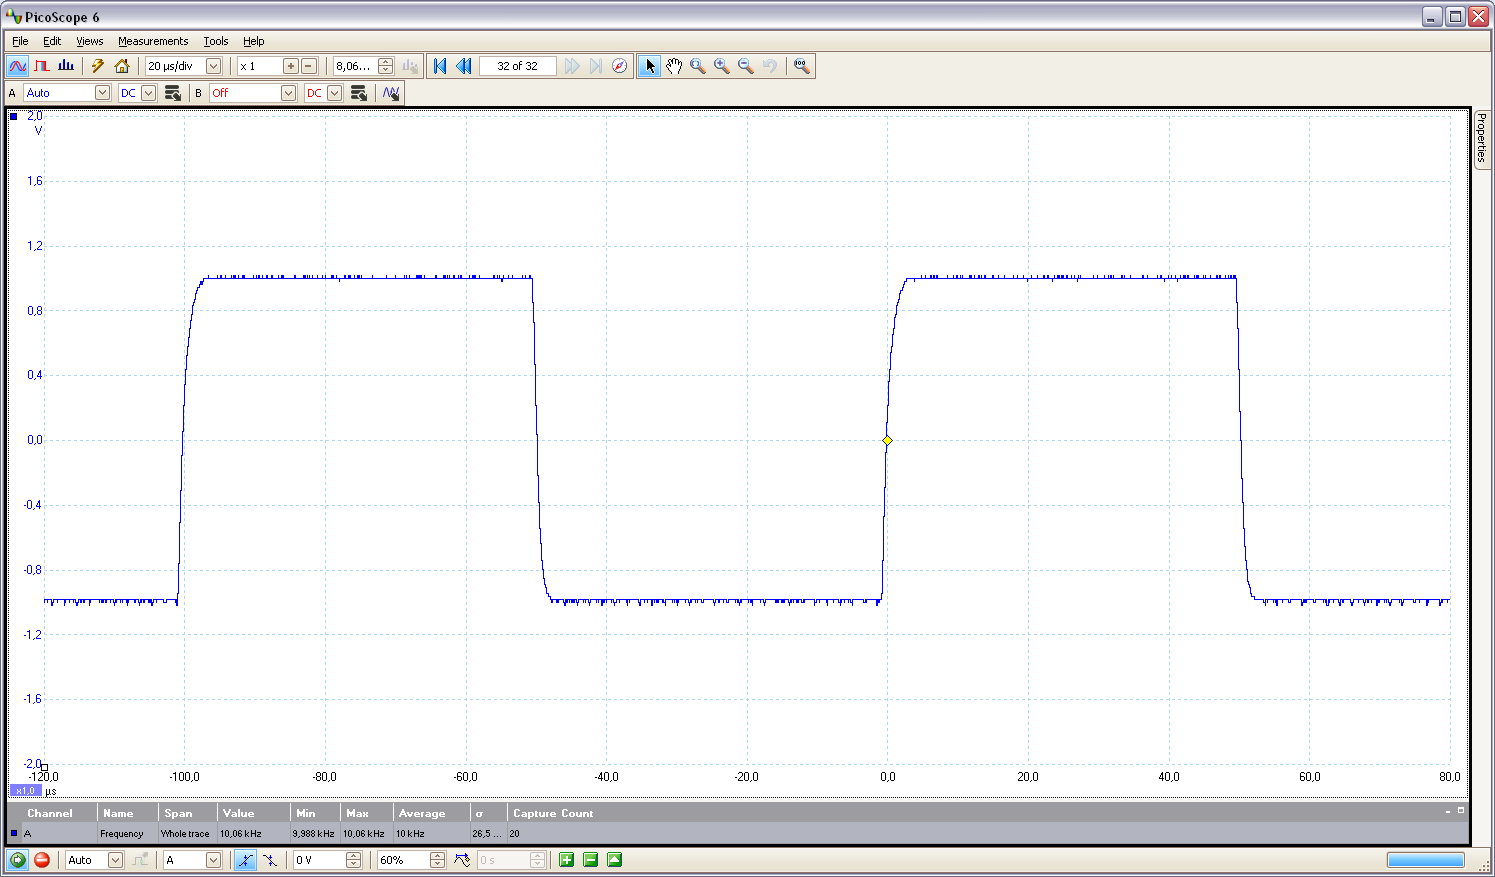 PicoScope 6
File Edit Views Measurements Tools Help
20 µs/div x 1 8,06... 32 of 32
A Auto DC B Off DC
2,0
V
1,6
1,2
0,8
0,4
0,0
-0,4
-0,8
-1,2
-1,6
-2,0
-120,0 -100,0 -80,0 -60,0 -40,0 -20,0 0,0 20,0 40,0 60,0 80,0
x1.0 µs
Properties
Channel Name Span Value Min Max Average σ Capture Count
A Frequency Whole trace 10,06 kHz 9,988 kHz 10,06 kHz 10 kHz 26,5 ... 20
Auto A 0 V 60% 0 s